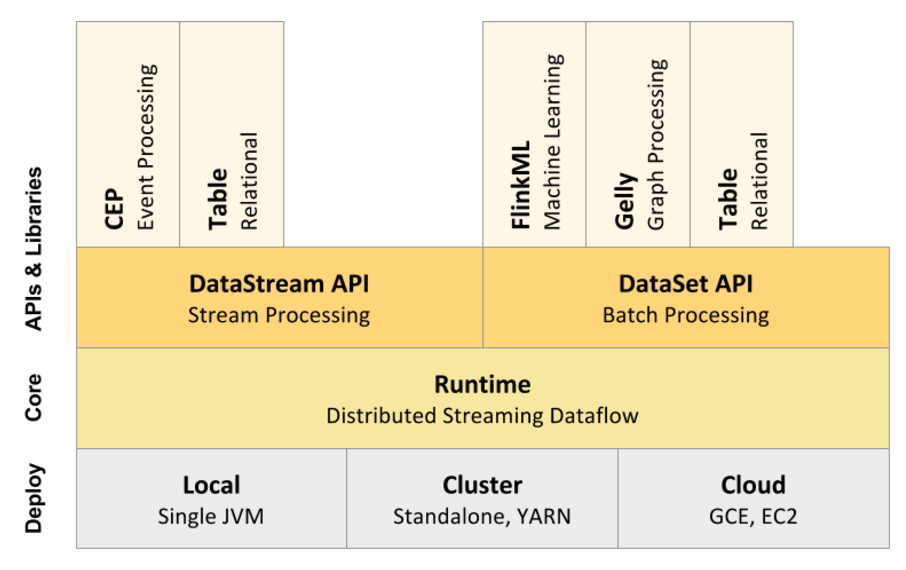 APIs & Libraries
CEP
Event Processing
Table
Relational
FlinkML
Machine Learning
Gelly
Graph Processing
Table
Relational
DataStream API
Stream Processing
DataSet API
Batch Processing
Core
Runtime
Distributed Streaming Dataflow
Deploy
Local
Single JVM
Cluster
Standalone, YARN
Cloud
GCE, EC2